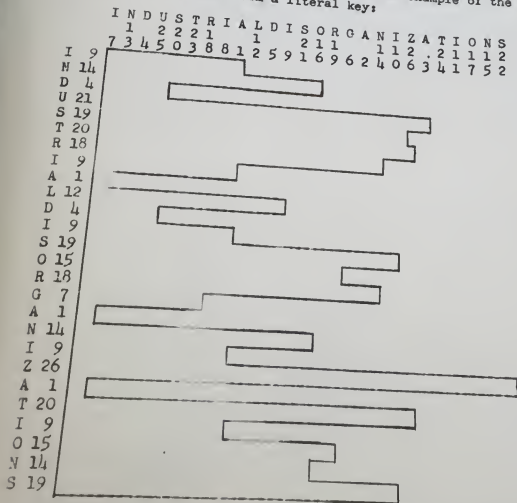 example of the
a literal key:
I N D U S T R I A L D I S O R G A N I Z A T I O N S
1 2 2 2 1 1 2 1 1 1 1 2 . 2 1 1 1 2
7 3 4 5 0 3 8 8 1 2 5 9 1 6 9 6 2 4 0 6 3 4 1 7 5 2
I 9
N 14
D 4
U 21
S 19
T 20
R 18
I 9
A 1
L 12
D 4
I 9
S 19
O 15
R 18
G 7
A 1
N 14
I 9
Z 26
A 1
T 20
I 9
O 15
N 14
S 19